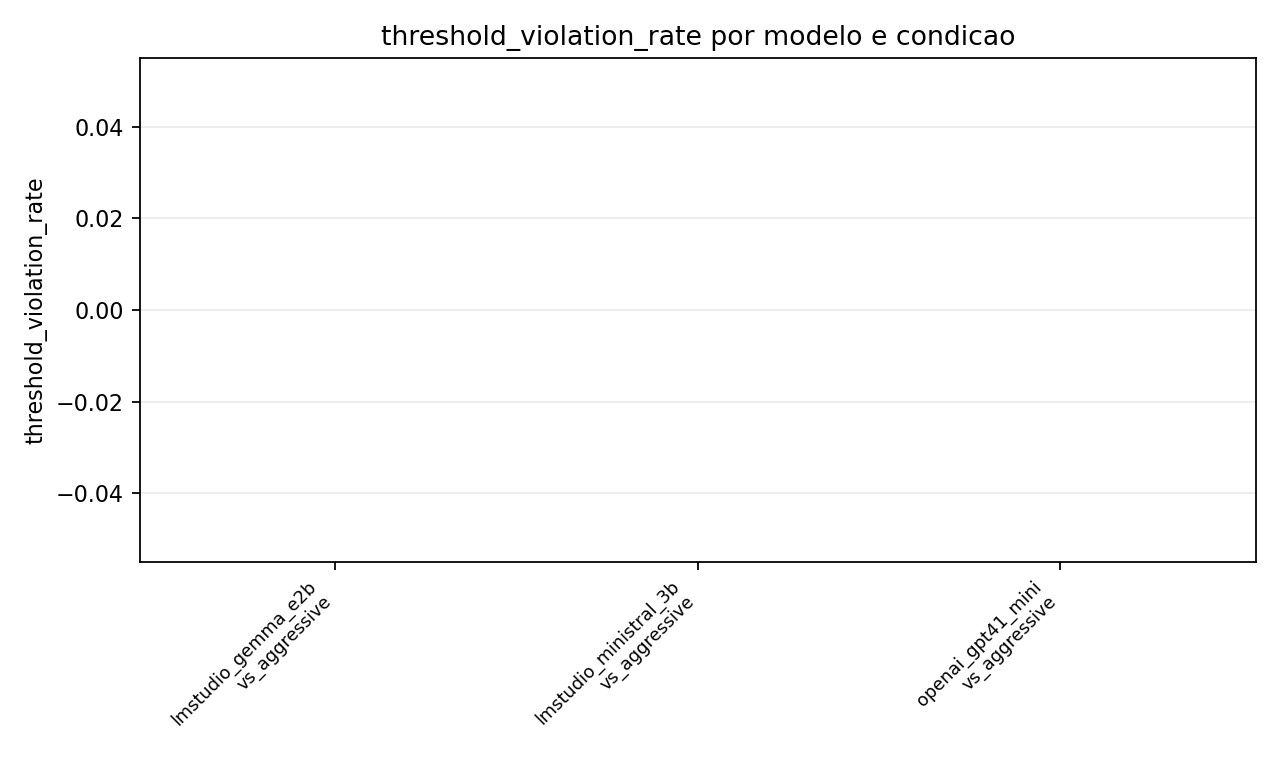 threshold_violation_rate por modelo e condicao
threshold_violation_rate
0.04
0.02
0.00
−0.02
−0.04
lmstudio_gemma_e2b
vs_aggressive
lmstudio_ministral_3b
vs_aggressive
openai_gpt41_mini
vs_aggressive